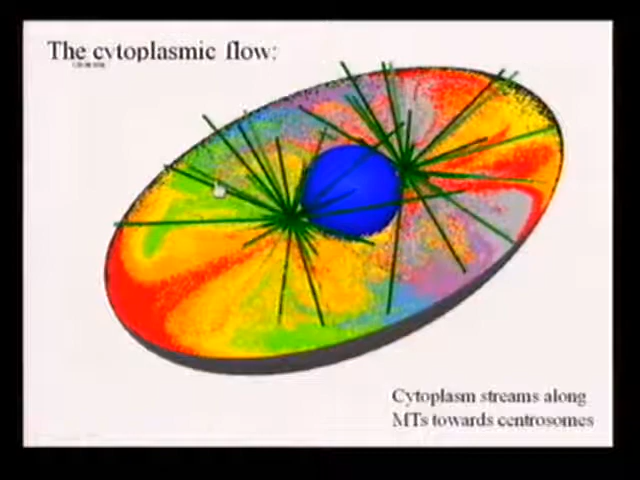 The cytoplasmic flow:
Cytoplasm streams along
MTs towards centrosomes